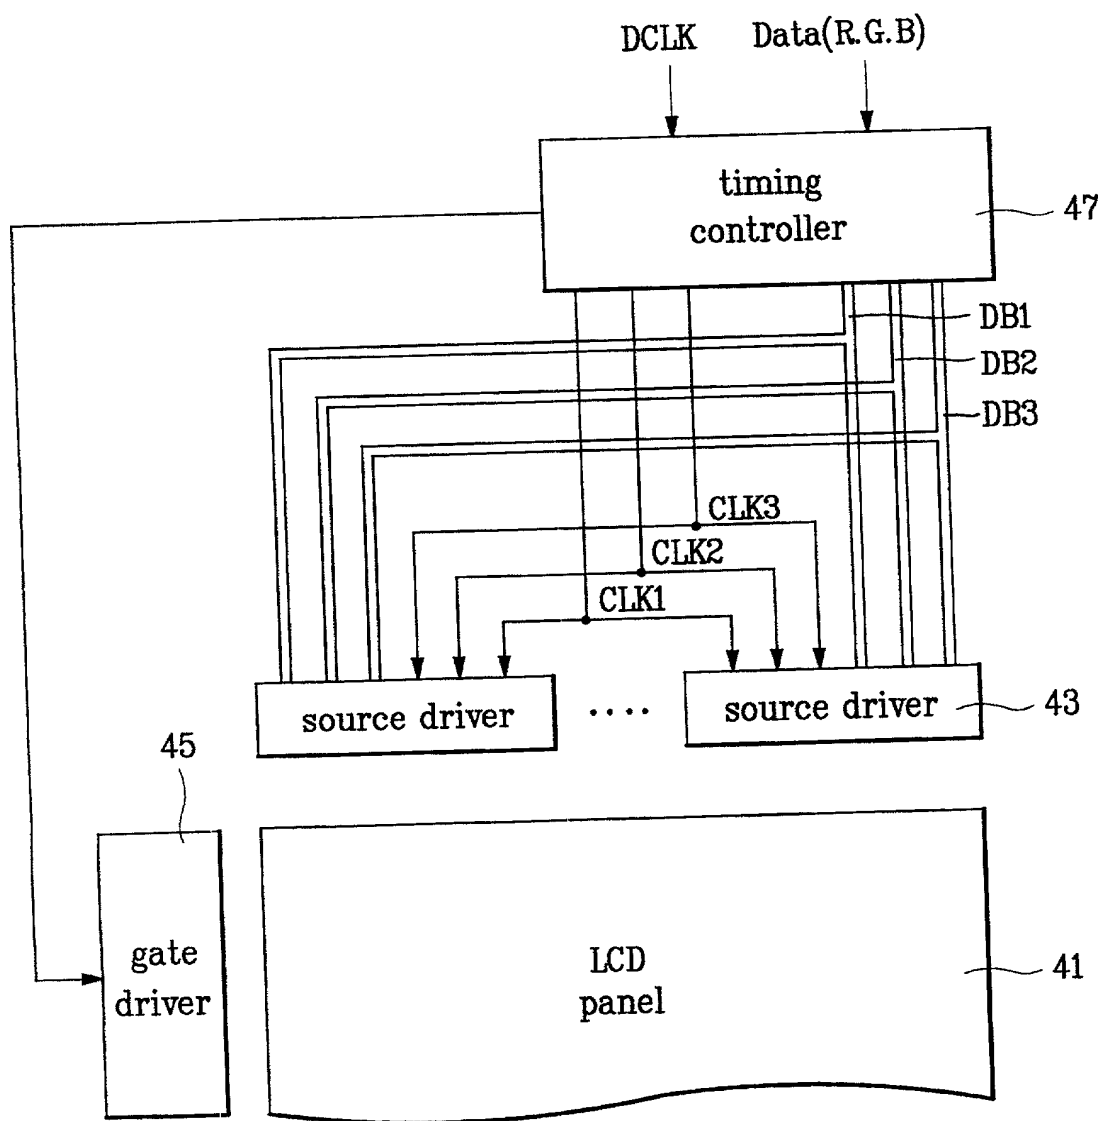 DCLK Data(R.G.B)
timing
controller
47
DB1
DB2
DB3
CLK3
CLK2
CLK1
source driver
....
source driver
43
45
gate
driver
LCD
panel
41